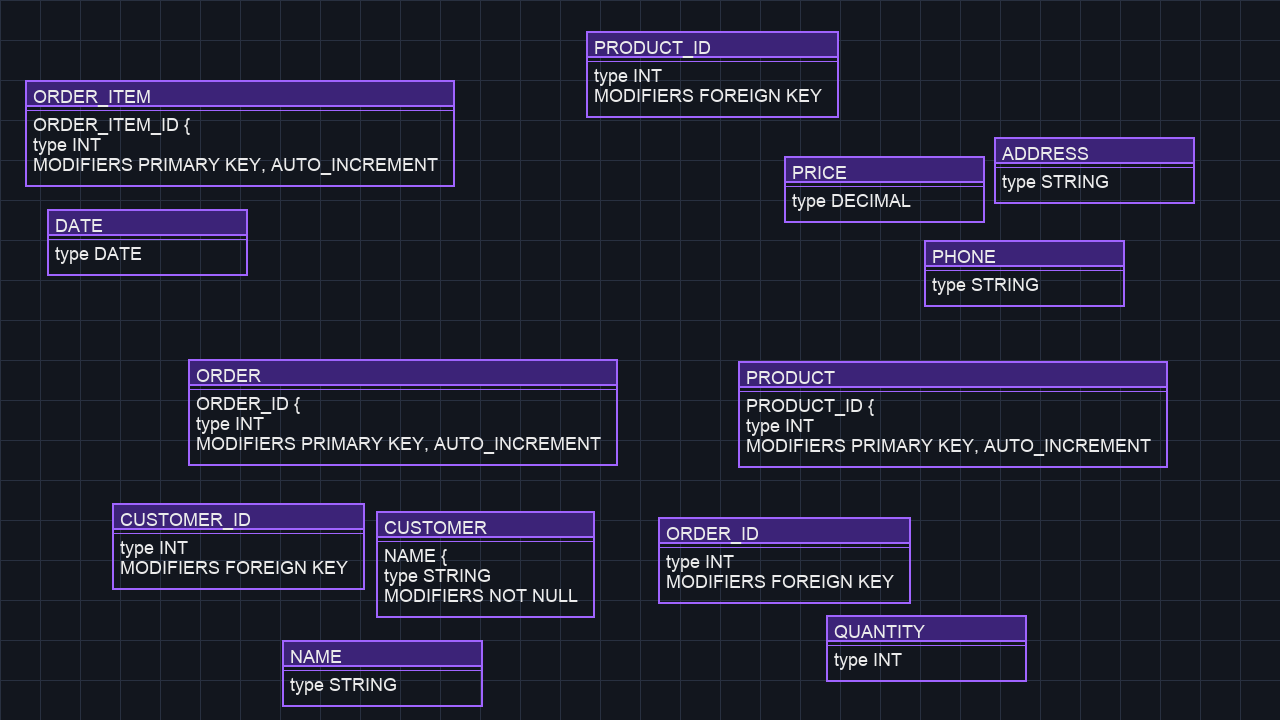 PRODUCT_ID
type INT
MODIFIERS FOREIGN KEY
ORDER_ITEM
ORDER_ITEM_ID {
type INT
MODIFIERS PRIMARY KEY, AUTO_INCREMENT
ADDRESS
type STRING
PRICE
type DECIMAL
DATE
type DATE
PHONE
type STRING
ORDER
ORDER_ID {
type INT
MODIFIERS PRIMARY KEY, AUTO_INCREMENT
PRODUCT
PRODUCT_ID {
type INT
MODIFIERS PRIMARY KEY, AUTO_INCREMENT
CUSTOMER_ID
type INT
MODIFIERS FOREIGN KEY
CUSTOMER
NAME {
type STRING
MODIFIERS NOT NULL
ORDER_ID
type INT
MODIFIERS FOREIGN KEY
QUANTITY
type INT
NAME
type STRING